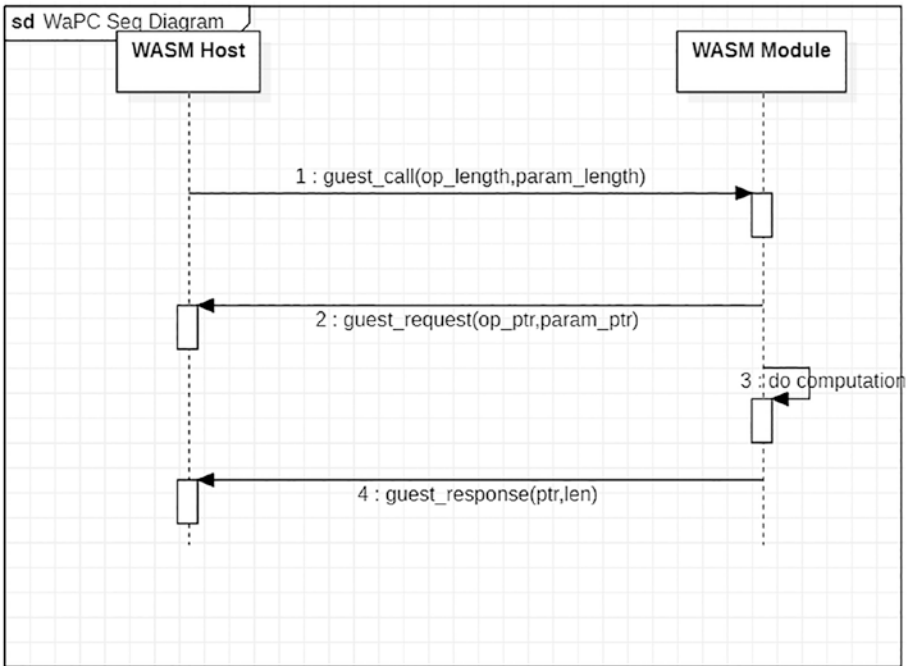 sd WaPC Seq Diagram
WASM Host
WASM Module
1 : guest_call(op_length,param_length)
2 : guest_request(op_ptr,param_ptr)
3 : do computation
4 : guest_response(ptr,len)